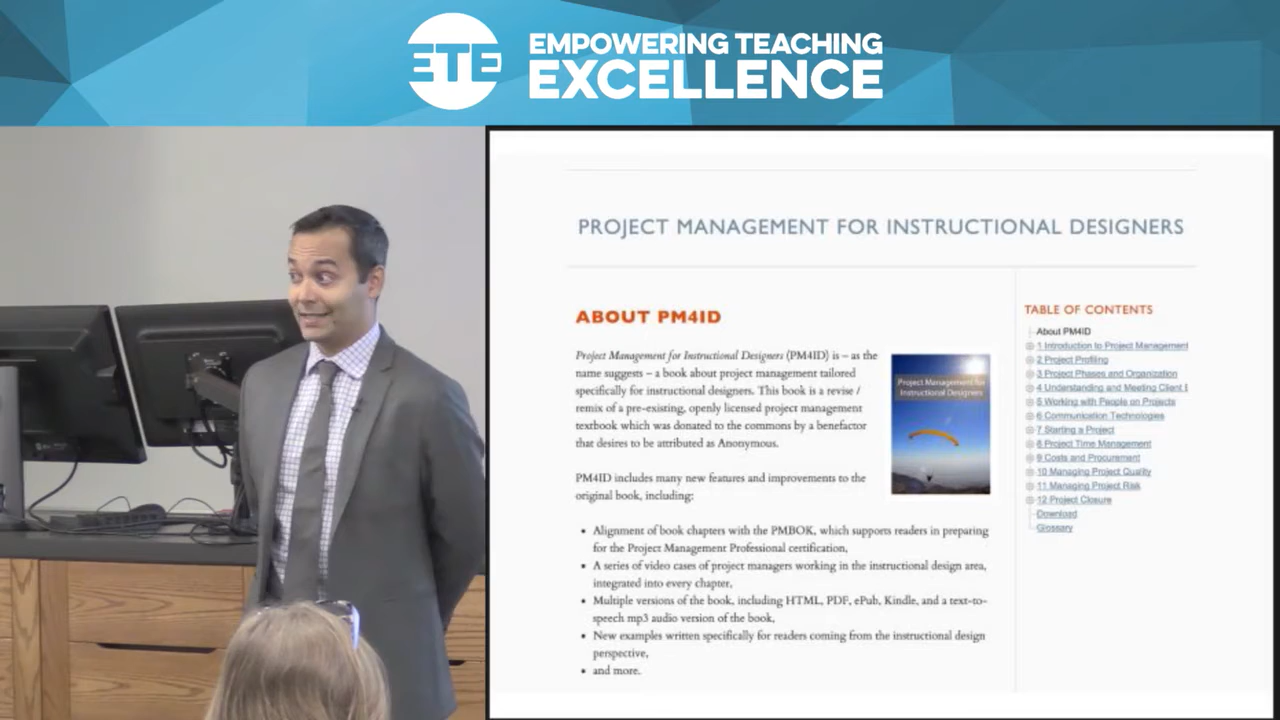 ETE
EMPOWERING TEACHING
EXCELLENCE
PROJECT MANAGEMENT FOR INSTRUCTIONAL DESIGNERS
ABOUT PM4ID
Project Management for Instructional Designers (PM4ID) is – as the
name suggests – a book about project management tailored
specifically for instructional designers. This book is a revise /
remix of a pre-existing, openly licensed project management
textbook which was donated to the commons by a benefactor
that desires to be attributed as Anonymous.
PM4ID includes many new features and improvements to the
original book, including:
• Alignment of book chapters with the PMBOK, which supports readers in preparing
for the Project Management Professional certification,
• A series of video cases of project managers working in the instructional design area,
integrated into every chapter,
• Multiple versions of the book, including HTML, PDF, ePub, Kindle, and a text-to-
speech mp3 audio version of the book,
• New examples written specifically for readers coming from the instructional design
perspective,
• and more.
Project Management for
Instructional Designers
TABLE OF CONTENTS
About PM4ID
1 Introduction to Project Management
2 Project Profiling
3 Project Phases and Organization
4 Understanding and Meeting Client
5 Working with People on Projects
6 Communication Technologies
7 Starting a Project
8 Project Time Management
9 Costs and Procurement
10 Managing Project Quality
11 Managing Project Risk
12 Project Closure
Download
Glossary